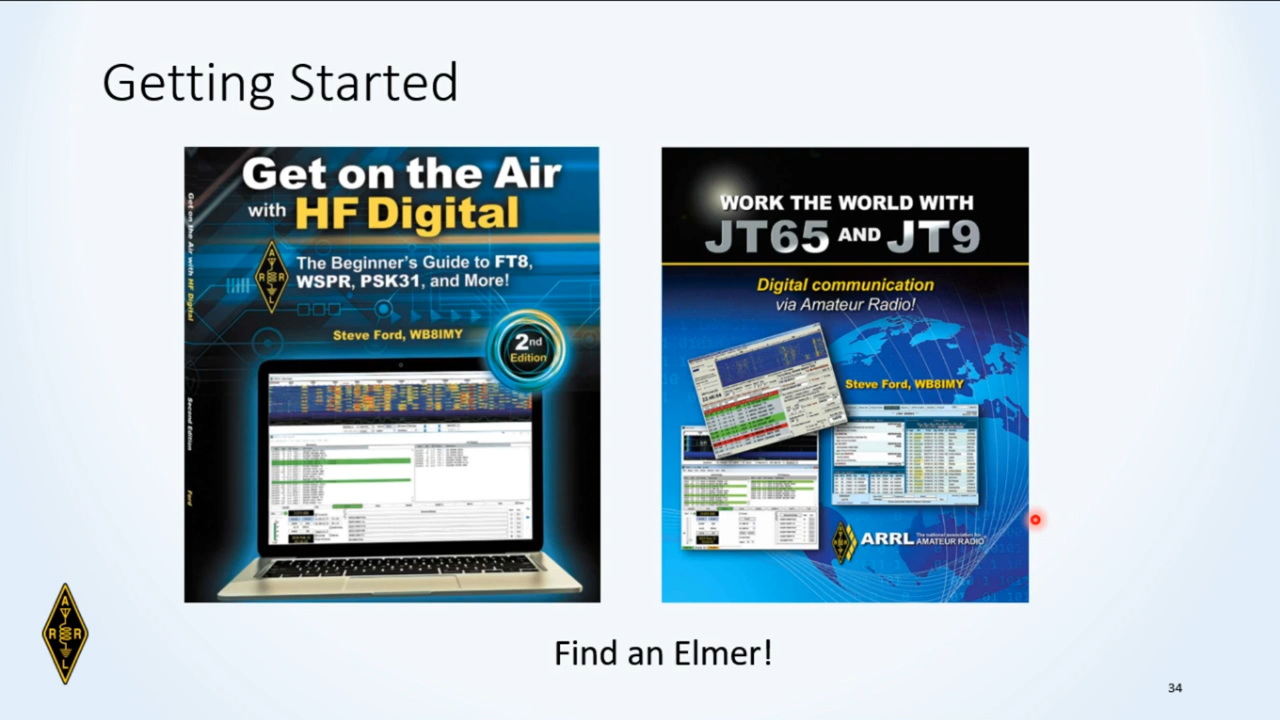 Getting Started
Get on the Air
with HF Digital
The Beginner's Guide to FT8,
WSPR, PSK31, and More!
Steve Ford, WB8IMY
2nd
Edition
Get on the Air with HF Digital
Second Edition
Ford
A
R R
L
WORK THE WORLD WITH
JT65 AND JT9
Digital communication
via Amateur Radio!
Steve Ford, WB8IMY
ARRL The national association for
AMATEUR RADIO
A
R R
L
Find an Elmer!
34